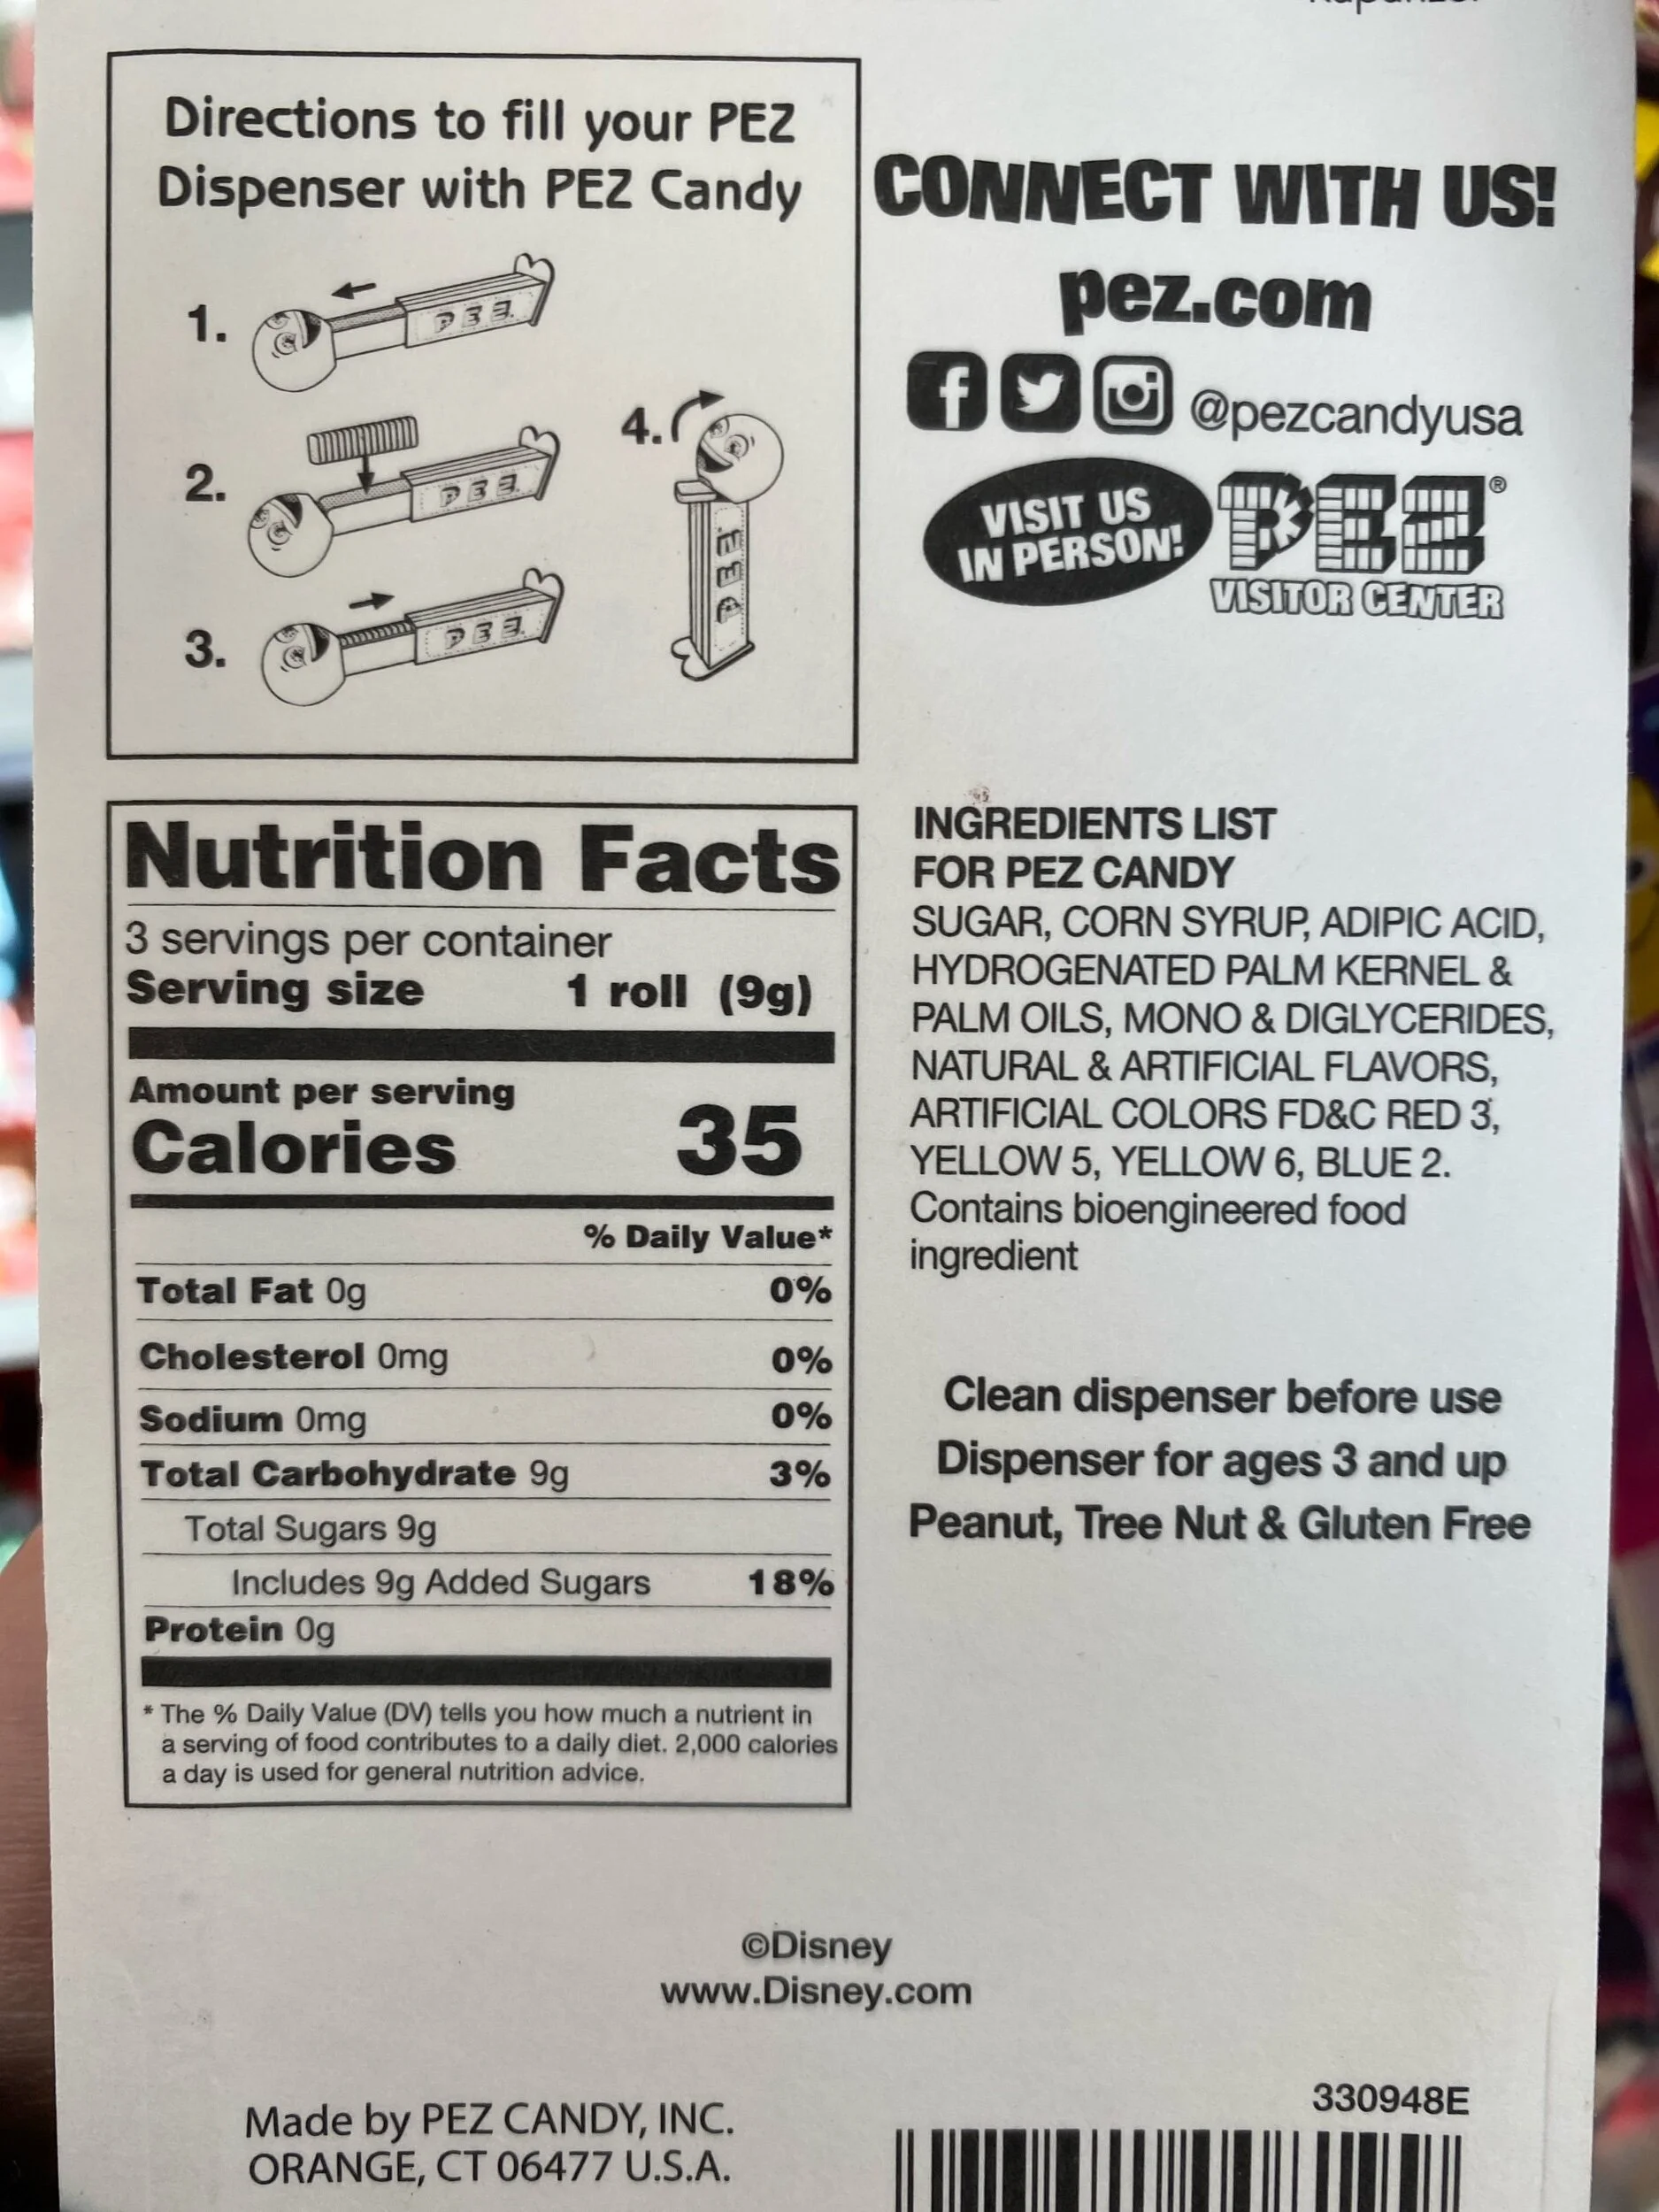 Directions to fill your PEZ
Dispenser with PEZ Candy
1.
PEZ
2.
PEZ
3.
PEZ
4.
PEZ
CONNECT WITH US!
pez.com
@pezcandyusa
VISIT US
IN PERSON!
PEZ®
VISITOR CENTER
Nutrition Facts
3 servings per container
Serving size 1 roll (9g)
Amount per serving
Calories 35
% Daily Value*
Total Fat 0g 0%
Cholesterol 0mg 0%
Sodium 0mg 0%
Total Carbohydrate 9g 3%
Total Sugars 9g
Includes 9g Added Sugars 18%
Protein 0g
* The % Daily Value (DV) tells you how much a nutrient in
a serving of food contributes to a daily diet. 2,000 calories
a day is used for general nutrition advice.
INGREDIENTS LIST
FOR PEZ CANDY
SUGAR, CORN SYRUP, ADIPIC ACID,
HYDROGENATED PALM KERNEL &
PALM OILS, MONO & DIGLYCERIDES,
NATURAL & ARTIFICIAL FLAVORS,
ARTIFICIAL COLORS FD&C RED 3,
YELLOW 5, YELLOW 6, BLUE 2.
Contains bioengineered food
ingredient
Clean dispenser before use
Dispenser for ages 3 and up
Peanut, Tree Nut & Gluten Free
©Disney
www.Disney.com
Made by PEZ CANDY, INC.
ORANGE, CT 06477 U.S.A.
330948E